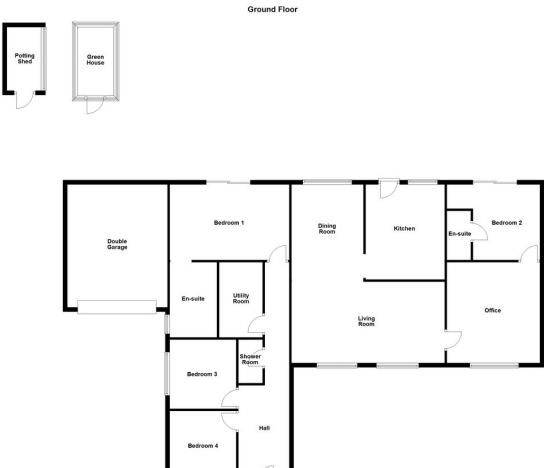 Ground Floor
Potting
Shed
Green
House
Bedroom 1
Dining
Room
Kitchen
Bedroom 2
En-suite
Double
Garage
En-suite
Utility
Room
Living
Room
Office
Shower
Room
Bedroom 3
Hall
Bedroom 4